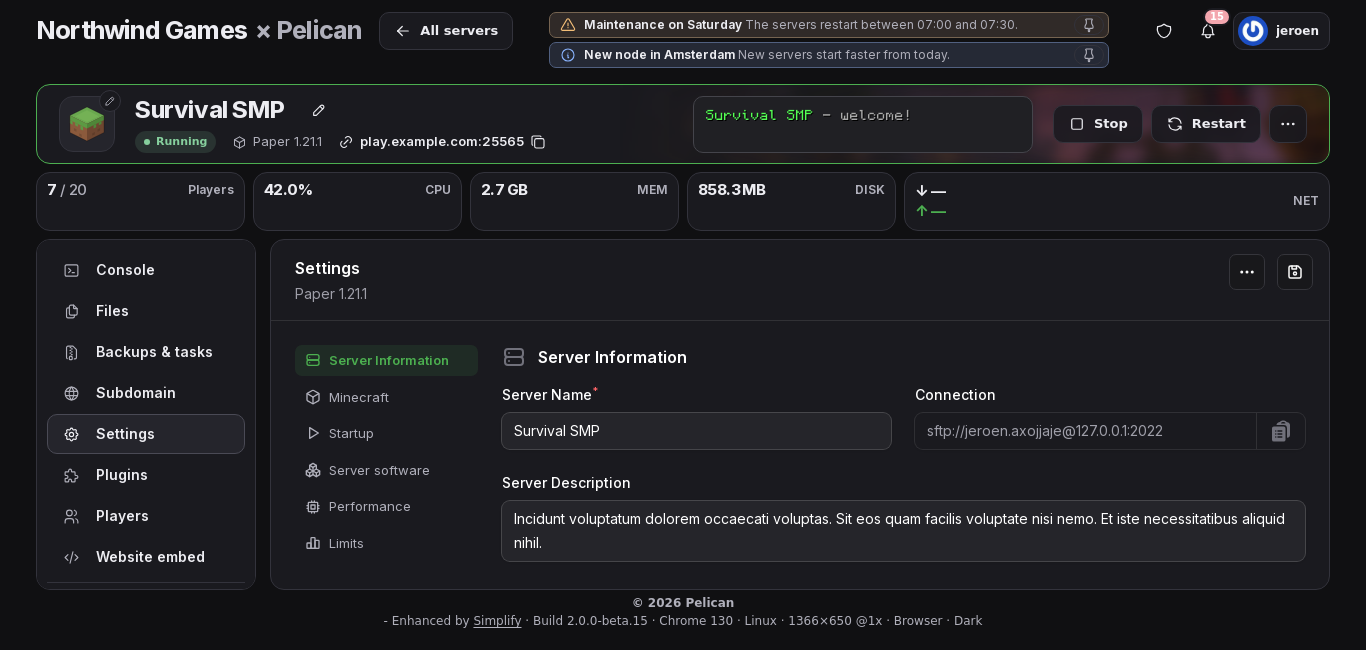 Northwind Games × Pelican
All servers
Maintenance on Saturday The servers restart between 07:00 and 07:30.
New node in Amsterdam New servers start faster from today.
15
jeroen
Survival SMP
Running
Paper 1.21.1
play.example.com:25565
Survival SMP - welcome!
Stop
Restart
7 / 20
Players
42.0%
CPU
2.7 GB
MEM
858.3 MB
DISK
↓ —
↑ —
NET
Console
Files
Backups & tasks
Subdomain
Settings
Plugins
Players
Website embed
Settings
Paper 1.21.1
Server Information
Minecraft
Startup
Server software
Performance
Limits
Server Information
Server Name*
Survival SMP
Connection
sftp://jeroen.axojjaje@127.0.0.1:2022
Server Description
Incidunt voluptatum dolorem occaecati voluptas. Sit eos quam facilis voluptate nisi nemo. Et iste necessitatibus aliquid
nihil.
© 2026 Pelican
- Enhanced by Simplify · Build 2.0.0-beta.15 · Chrome 130 · Linux · 1366×650 @1x · Browser · Dark